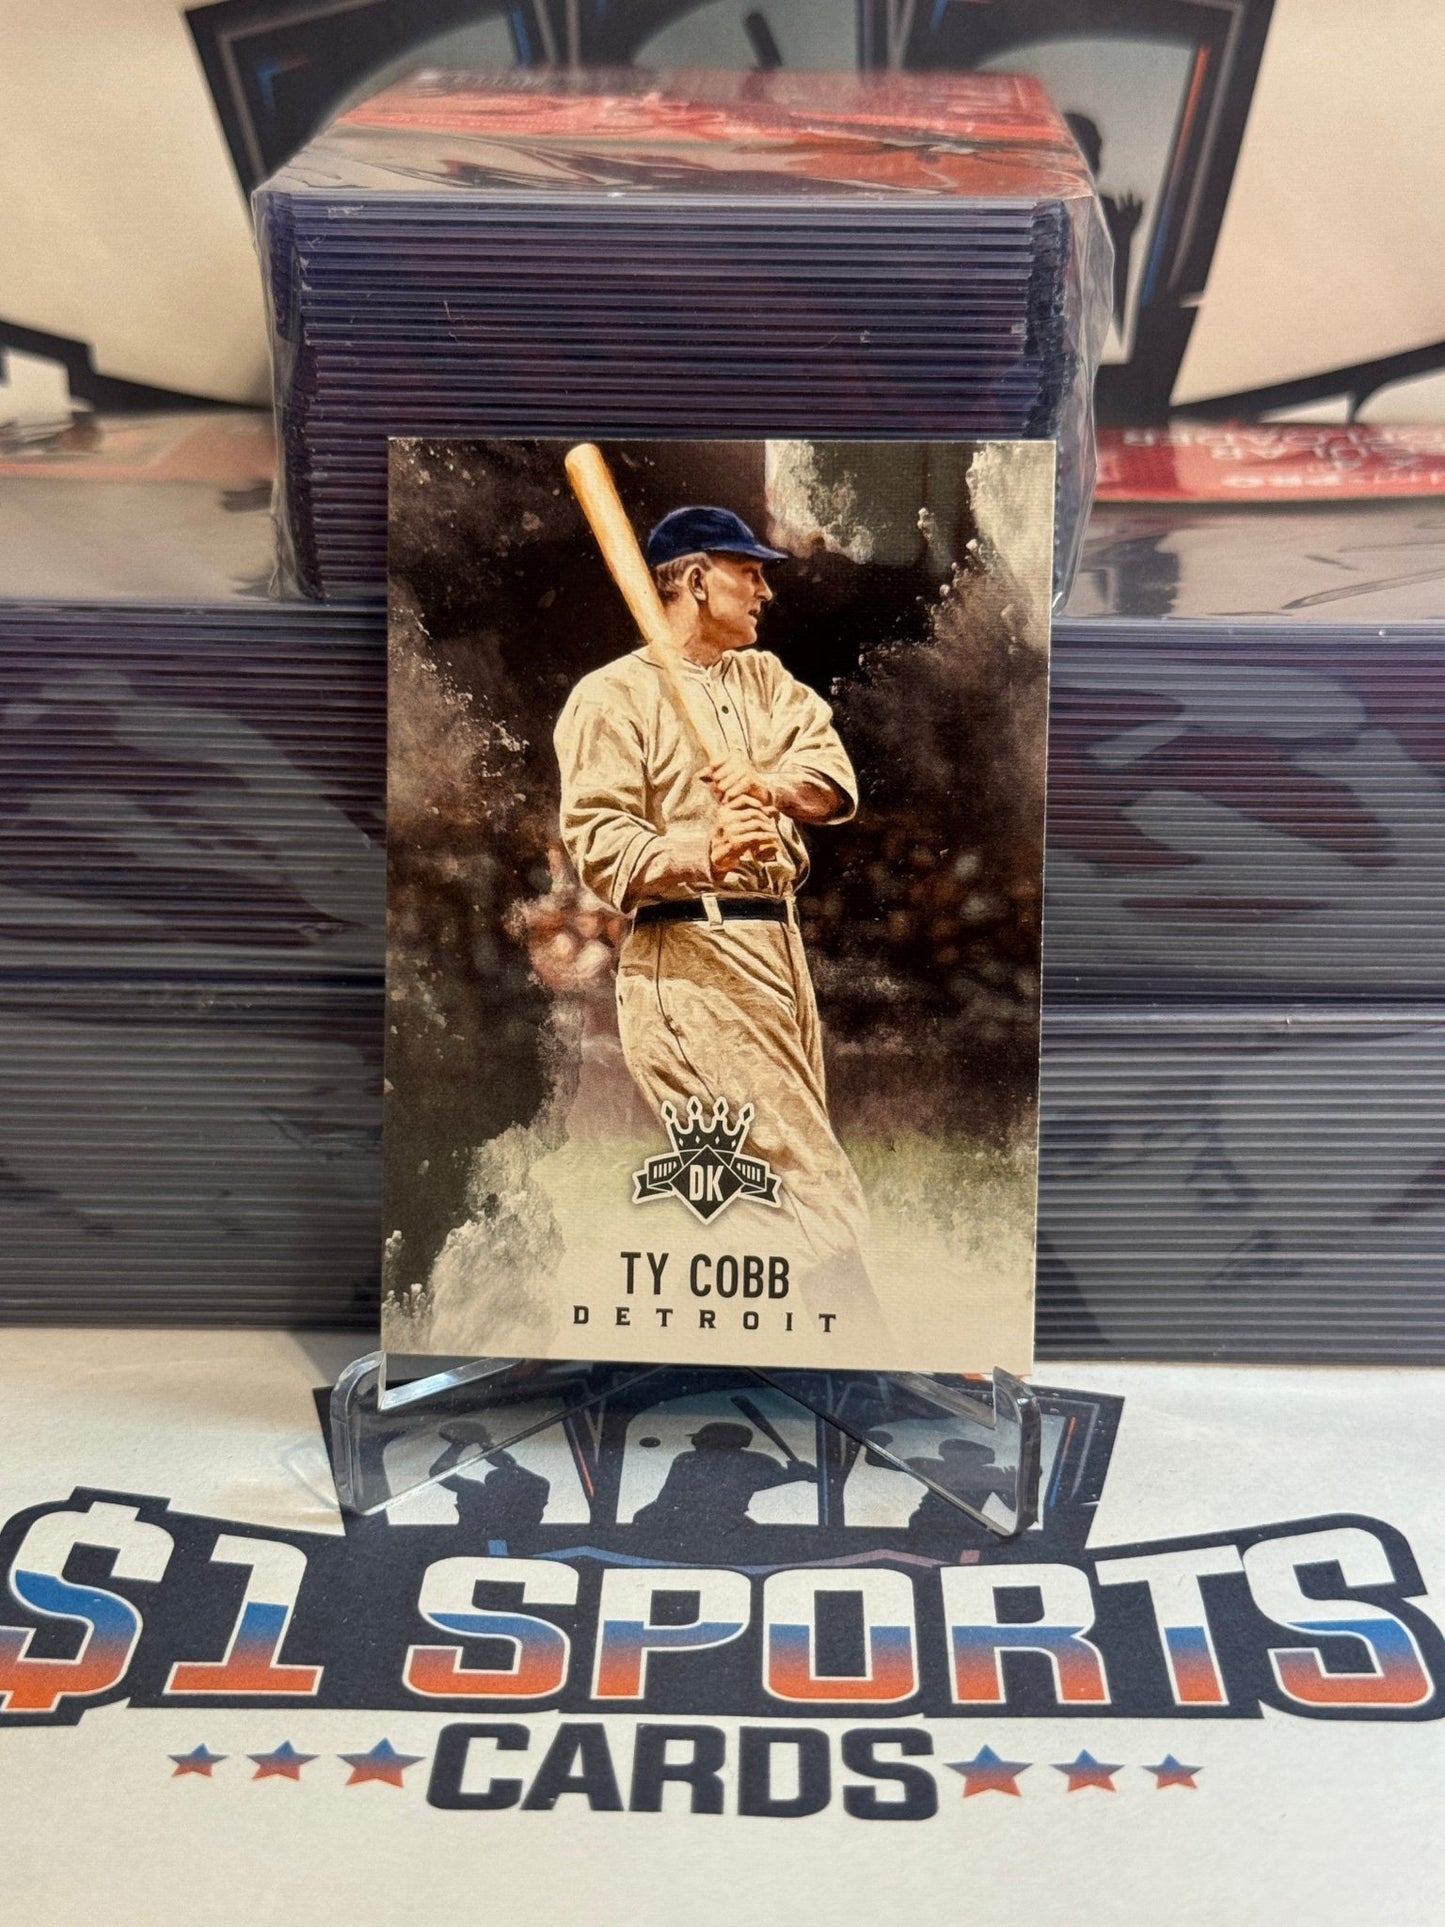 DK
TY COBB
DETROIT
$1 SPORTS
CARDS